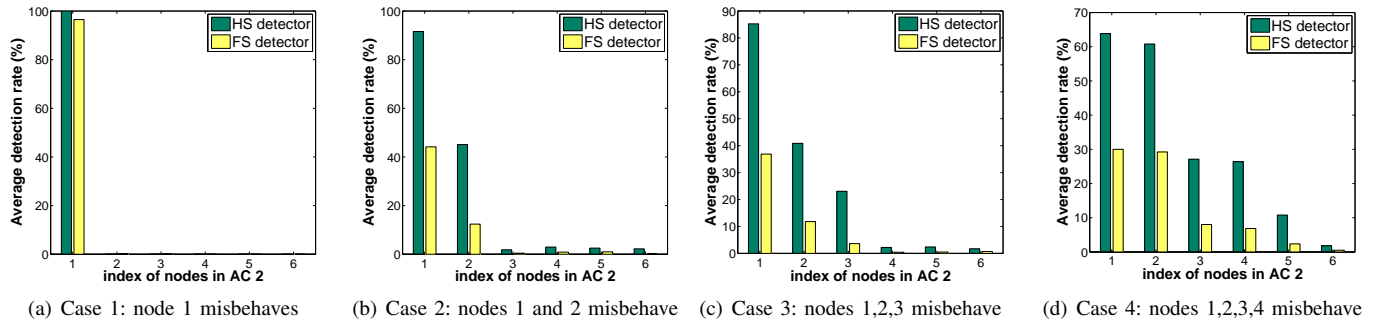 100
80
60
40
20
0
Average detection rate (%)
HS detector
FS detector
1 2 3 4 5 6
index of nodes in AC 2
(a) Case 1: node 1 misbehaves
100
80
60
40
20
0
Average detection rate (%)
HS detector
FS detector
1 2 3 4 5 6
index of nodes in AC 2
(b) Case 2: nodes 1 and 2 misbehave
90
80
70
60
50
40
30
20
10
0
Average detection rate (%)
HS detector
FS detector
1 2 3 4 5 6
index of nodes in AC 2
(c) Case 3: nodes 1,2,3 misbehave
70
60
50
40
30
20
10
0
Average detection rate (%)
HS detector
FS detector
1 2 3 4 5 6
index of nodes in AC 2
(d) Case 4: nodes 1,2,3,4 misbehave